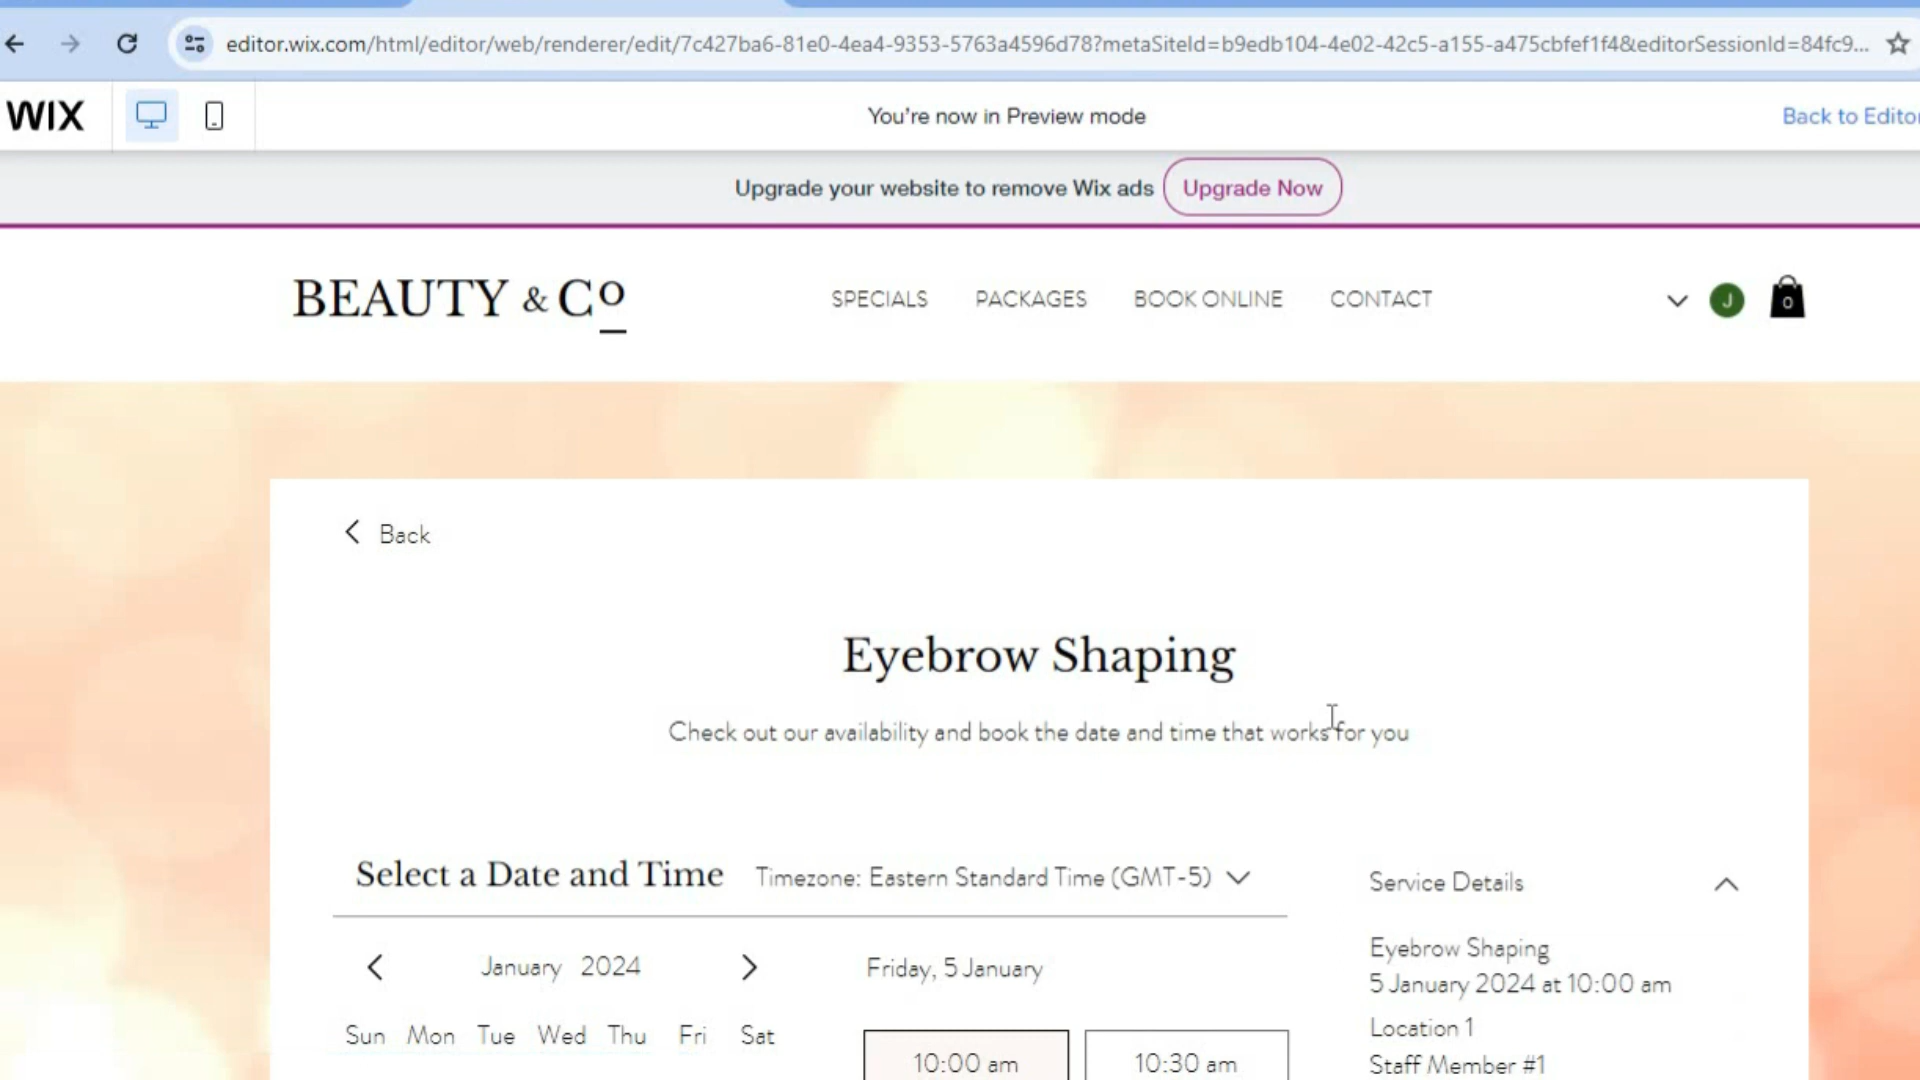 editor.wix.com/html/editor/web/renderer/edit/7c427ba6-81e0-4ea4-9353-5763a4596d78?metaSiteId=b9edb104-4e02-42c5-a155-a475cbfef1f4&editorSessionId=84fc9...
WIX
You're now in Preview mode
Back to Editor
Upgrade your website to remove Wix ads
Upgrade Now
BEAUTY & Co
SPECIALS
PACKAGES
BOOK ONLINE
CONTACT
J
0
Back
Eyebrow Shaping
Check out our availability and book the date and time that works for you
Select a Date and Time
Timezone: Eastern Standard Time (GMT-5)
January 2024
Sun Mon Tue Wed Thu Fri Sat
Friday, 5 January
10:00 am
10:30 am
Service Details
Eyebrow Shaping
5 January 2024 at 10:00 am
Location 1
Staff Member #1